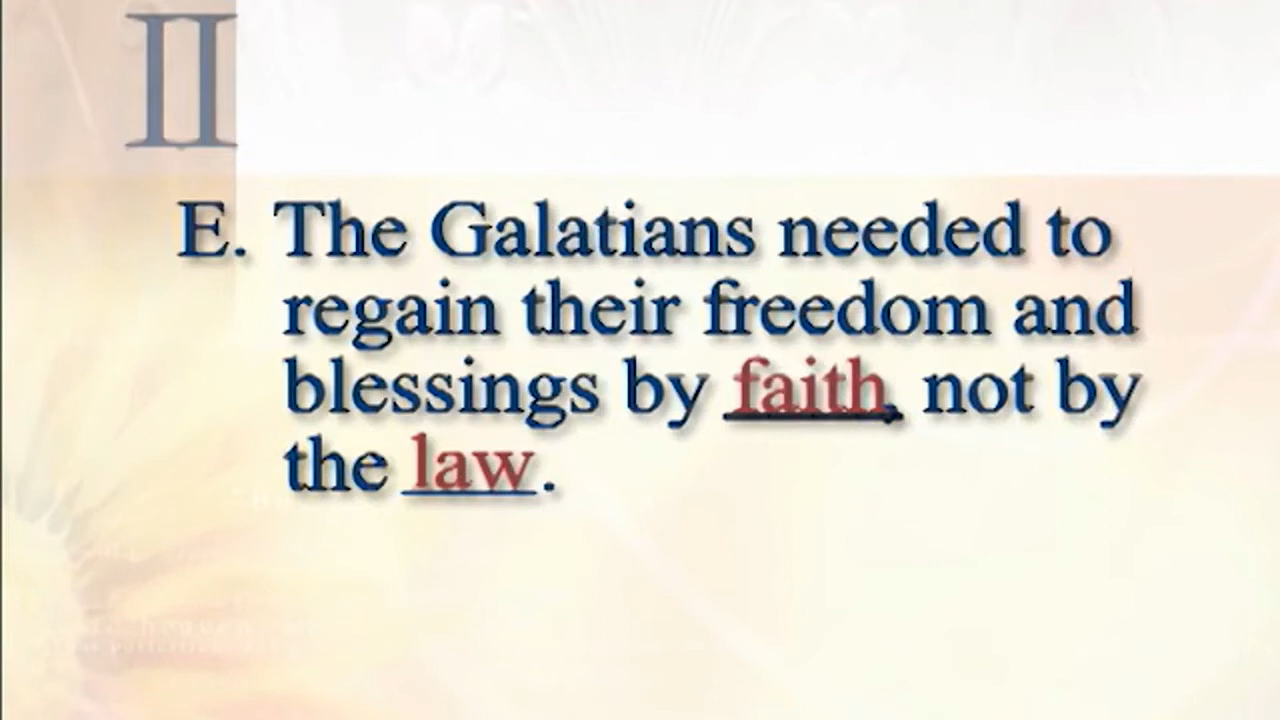 II
E. The Galatians needed to
regain their freedom and
blessings by faith, not by
the law.